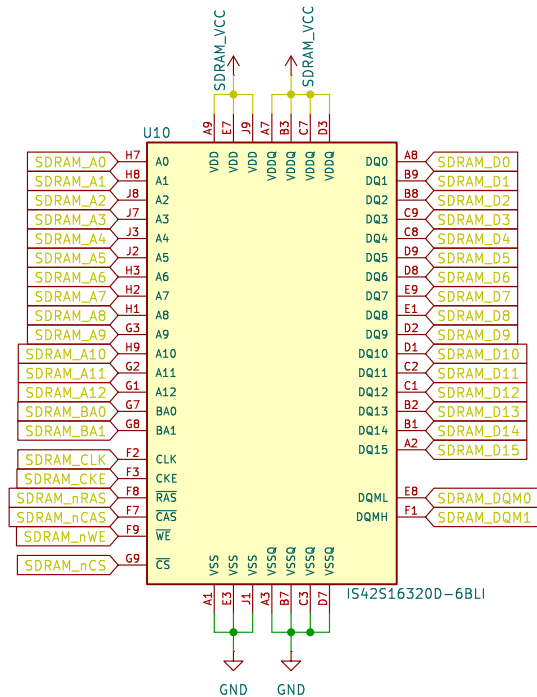 SDRAM_VCC SDRAM_VCC
A9 E7 J9 A7 B3 C7 D3
U10
VDD VDD VDD VDDQ VDDQ VDDQ VDDQ
SDRAM_A0 H7 A0 DQ0 A8 SDRAM_D0
SDRAM_A1 H8 A1 DQ1 B9 SDRAM_D1
SDRAM_A2 J8 A2 DQ2 B8 SDRAM_D2
SDRAM_A3 J7 A3 DQ3 C9 SDRAM_D3
SDRAM_A4 J3 A4 DQ4 C8 SDRAM_D4
SDRAM_A5 J2 A5 DQ5 D9 SDRAM_D5
SDRAM_A6 H3 A6 DQ6 D8 SDRAM_D6
SDRAM_A7 H2 A7 DQ7 E9 SDRAM_D7
SDRAM_A8 H1 A8 DQ8 E1 SDRAM_D8
SDRAM_A9 G3 A9 DQ9 D2 SDRAM_D9
SDRAM_A10 H9 A10 DQ10 D1 SDRAM_D10
SDRAM_A11 G2 A11 DQ11 C2 SDRAM_D11
SDRAM_A12 G1 A12 DQ12 C1 SDRAM_D12
SDRAM_BA0 G7 BA0 DQ13 B2 SDRAM_D13
SDRAM_BA1 G8 BA1 DQ14 B1 SDRAM_D14
DQ15 A2 SDRAM_D15
SDRAM_CLK F2 CLK
SDRAM_CKE F3 CKE
SDRAM_nRAS F8 RAS DQML E8 SDRAM_DQM0
SDRAM_nCAS F7 CAS DQMH F1 SDRAM_DQM1
SDRAM_nWE F9 WE
SDRAM_nCS G9 CS
VSS VSS VSS VSSQ VSSQ VSSQ VSSQ
IS42S16320D-6BLI
A1 E3 J1 A3 B7 C3 D7
GND GND